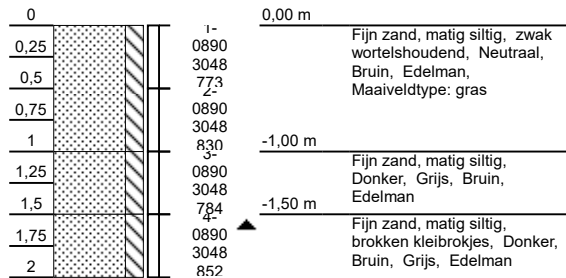 0
0,25
0,5
0,75
1
1,25
1,5
1,75
2
1-
0890
3048
773
2-
0890
3048
830
3-
0890
3048
784
4-
0890
3048
852
0,00 m
Fijn zand, matig siltig, zwak
wortelshoudend, Neutraal,
Bruin, Edelman,
Maaiveldtype: gras
-1,00 m
Fijn zand, matig siltig,
Donker, Grijs, Bruin,
Edelman
-1,50 m
Fijn zand, matig siltig,
brokken kleibrokjes, Donker,
Bruin, Grijs, Edelman